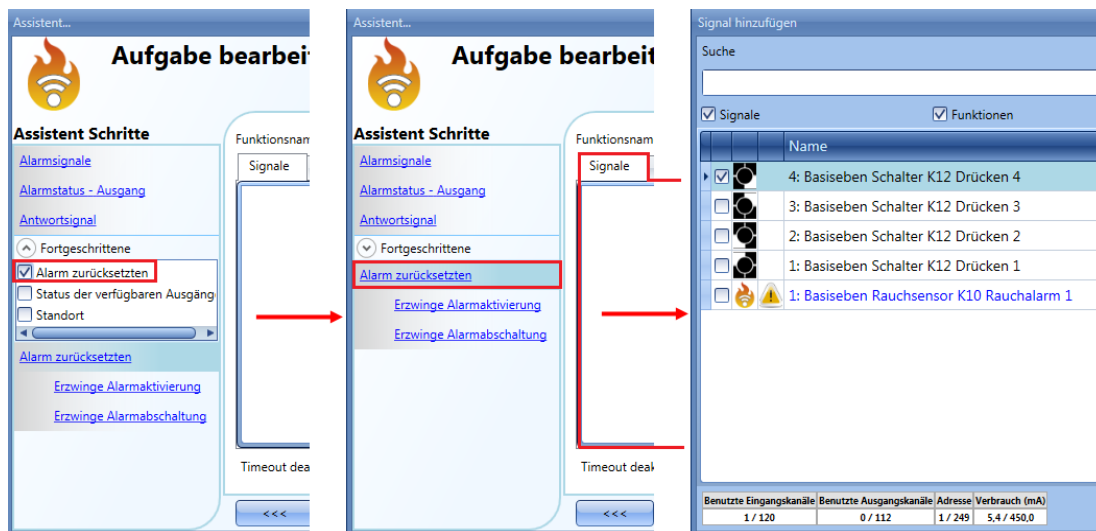 Assistent...
Aufgabe bearbei
Assistent Schritte
Alarmsignale
Alarmstatus - Ausgang
Antwortsignal
Fortgeschrittene
Alarm zurücksetzten
Status der verfügbaren Ausgäng
Standort
Alarm zurücksetzten
Erzwinge Alarmaktivierung
Erzwinge Alarmabschaltung
Funktionsnam
Signale
Timeout dea
<<<
Assistent...
Aufgabe bearbeit
Assistent Schritte
Alarmsignale
Alarmstatus - Ausgang
Antwortsignal
Fortgeschrittene
Alarm zurücksetzten
Erzwinge Alarmaktivierung
Erzwinge Alarmabschaltung
Funktionsnam
Signale
Timeout deak
<<<
Signal hinzufügen
Suche
Signale Funktionen
Name
4: Basiseben Schalter K12 Drücken 4
3: Basiseben Schalter K12 Drücken 3
2: Basiseben Schalter K12 Drücken 2
1: Basiseben Schalter K12 Drücken 1
1: Basiseben Rauchsensor K10 Rauchalarm 1
Benutzte Eingangskanäle Benutzte Ausgangskanäle Adresse Verbrauch (mA)
1 / 120 0 / 112 1 / 249 5,4 / 450,0